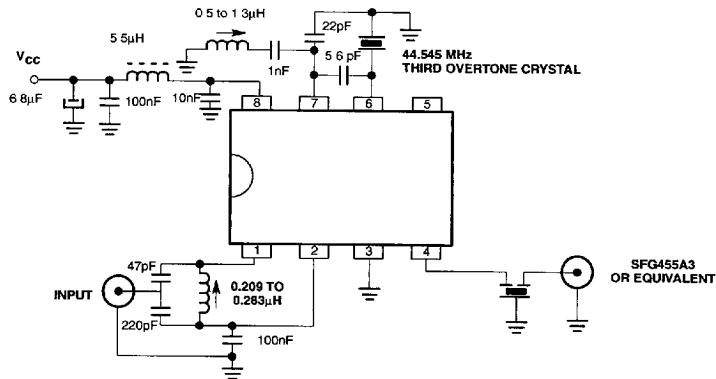 0 5 to 1 3µH
22pF
5 5µH
VCC
1nF
5 6 pF
44.545 MHz
THIRD OVERTONE CRYSTAL
6 8µF
100nF
10nF
8
7
6
5
1
2
3
4
47pF
INPUT
0.209 TO
0.283µH
220pF
100nF
SFG455A3
OR EQUIVALENT